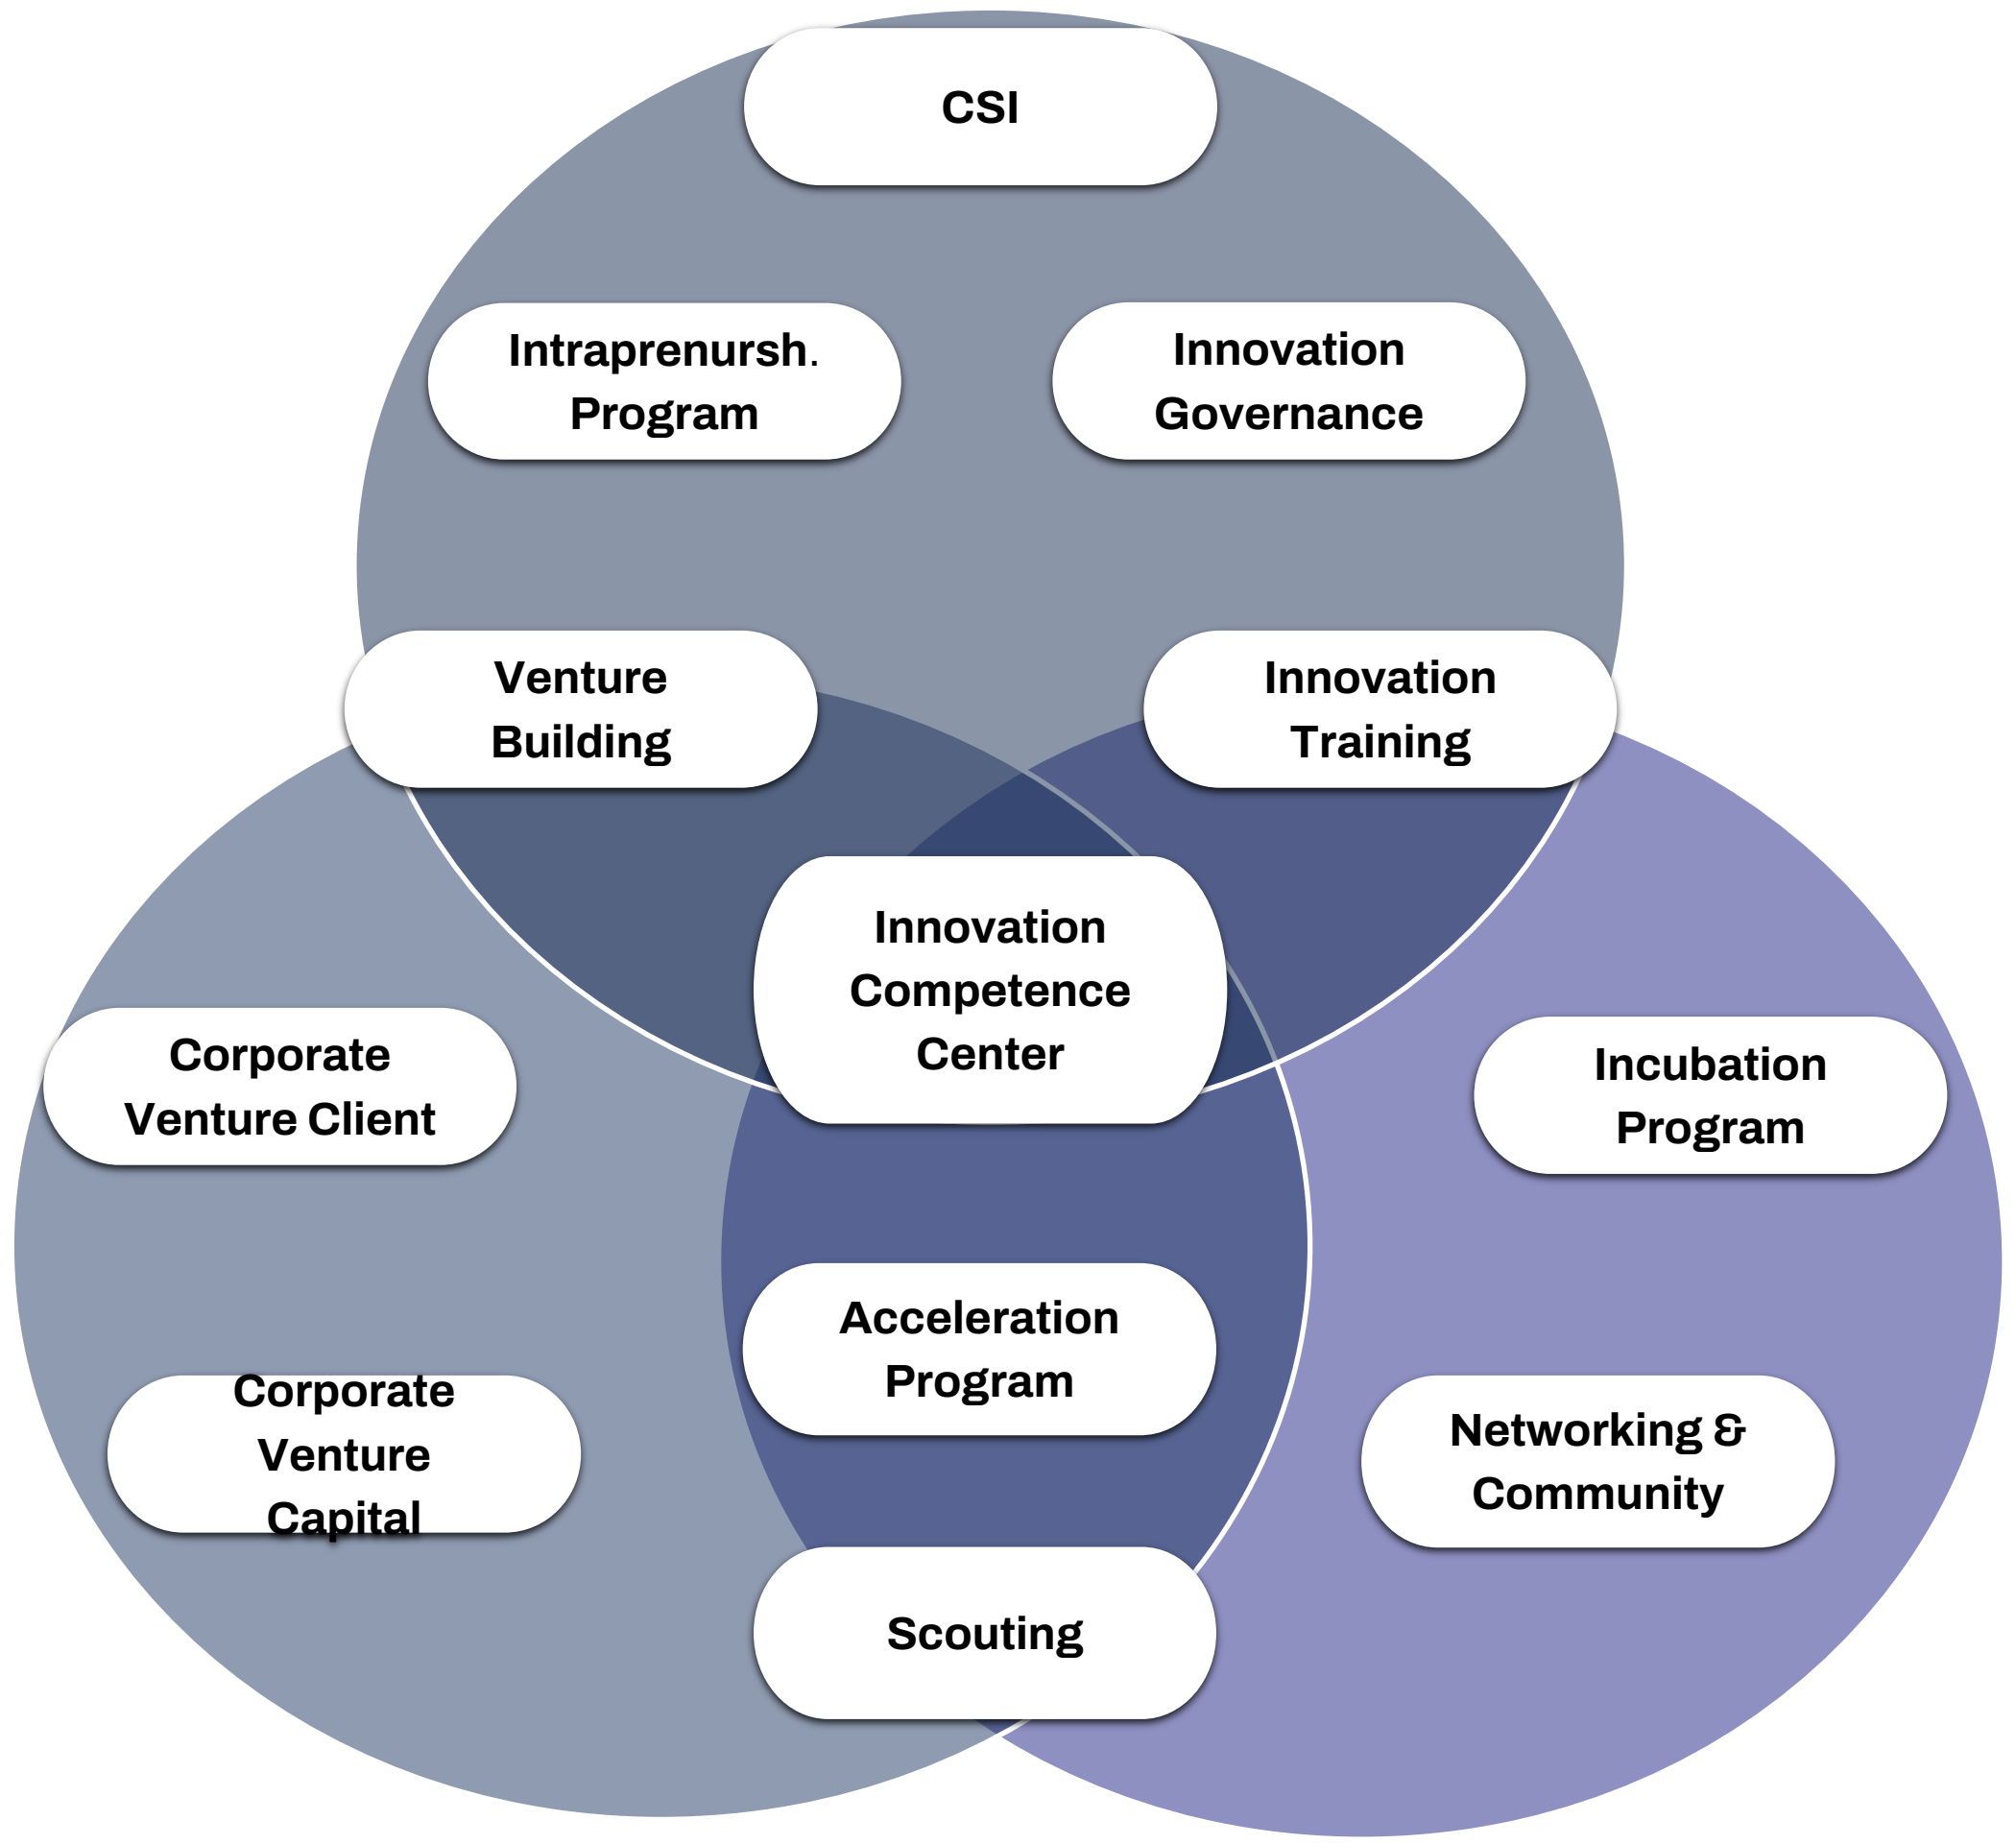 CSI
Intraprenursh.
Program
Innovation
Governance
Venture
Building
Innovation
Training
Innovation
Competence
Center
Corporate
Venture Client
Incubation
Program
Acceleration
Program
Corporate
Venture
Capital
Networking &
Community
Scouting